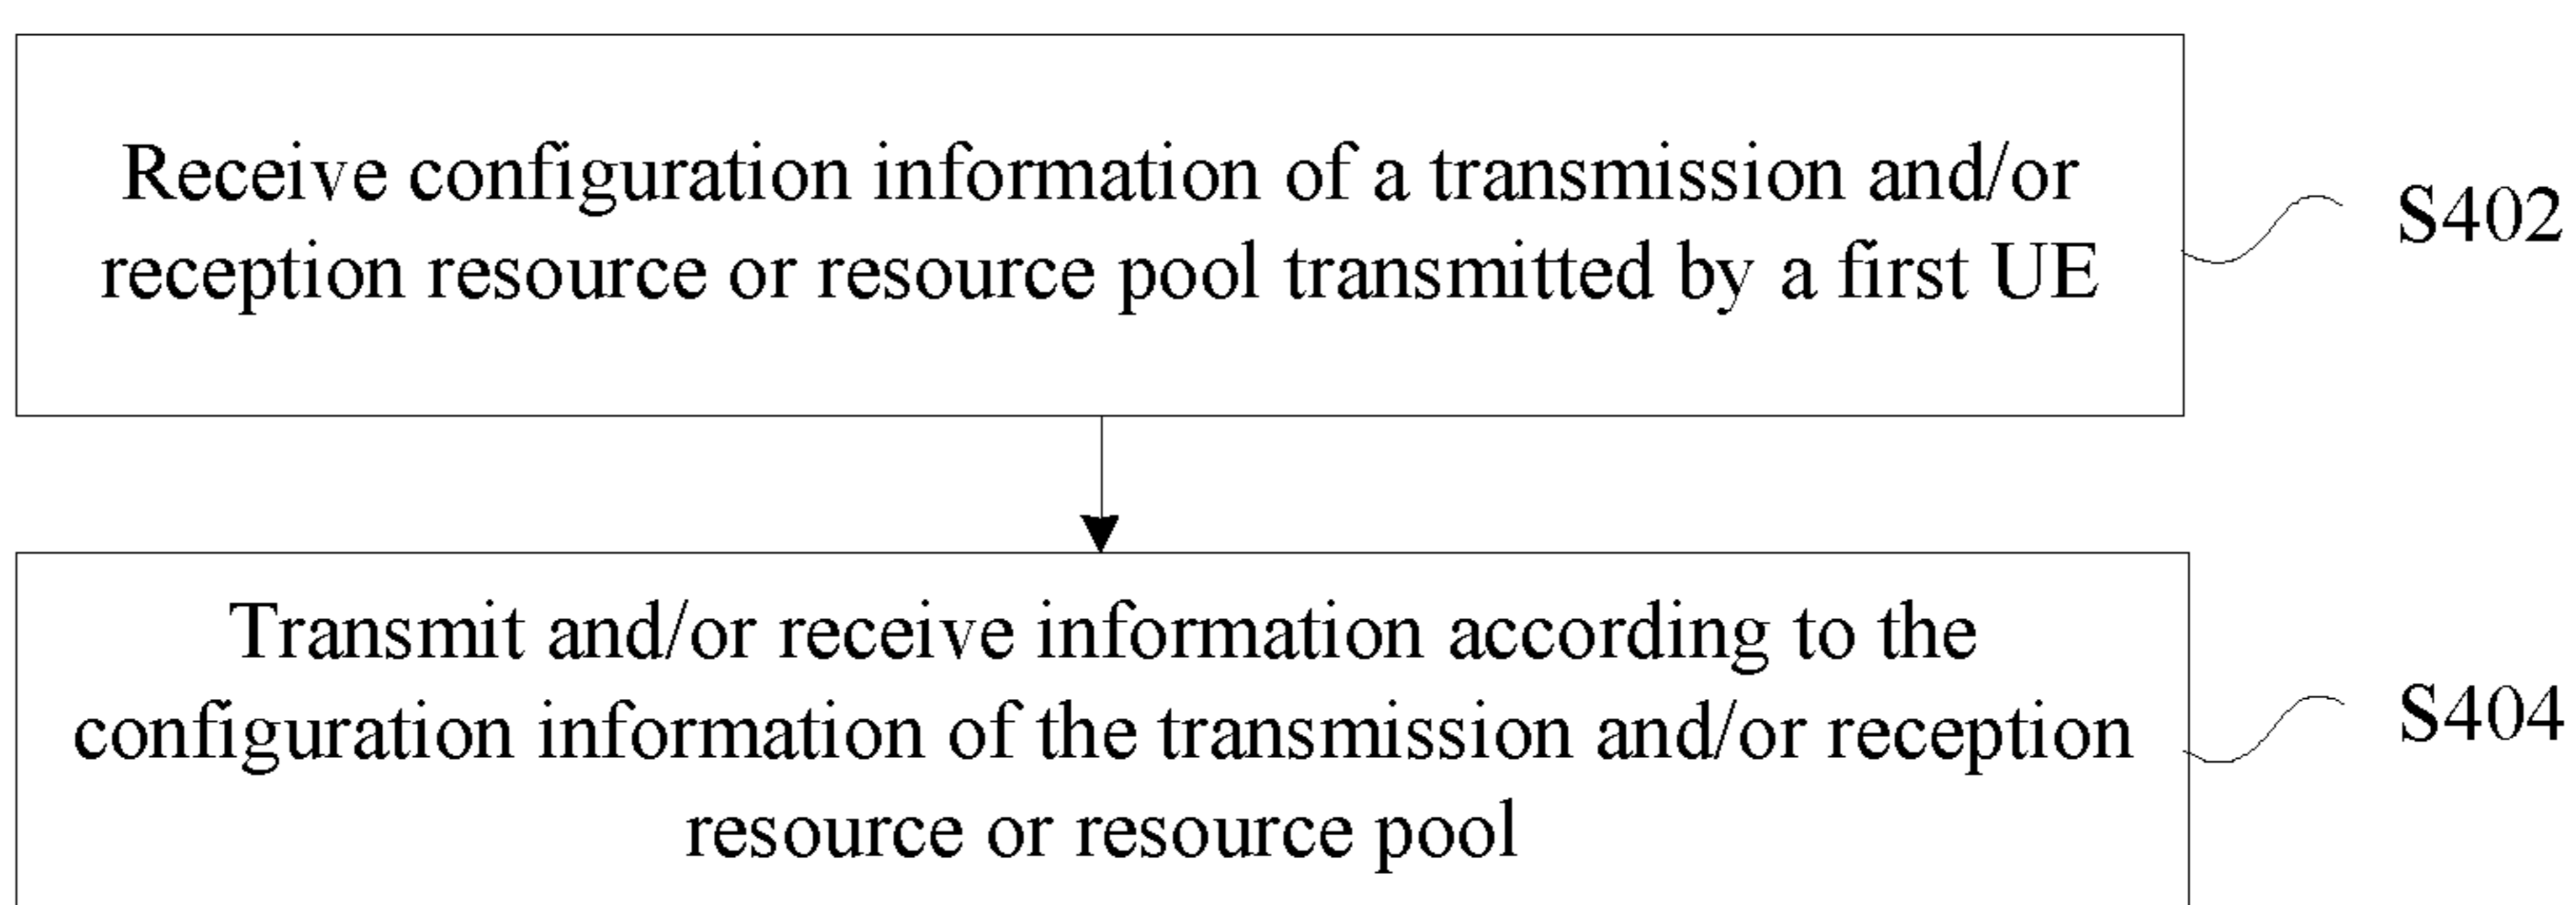 Receive configuration information of a transmission and/or
reception resource or resource pool transmitted by a first UE
S402
Transmit and/or receive information according to the
configuration information of the transmission and/or reception
resource or resource pool
S404